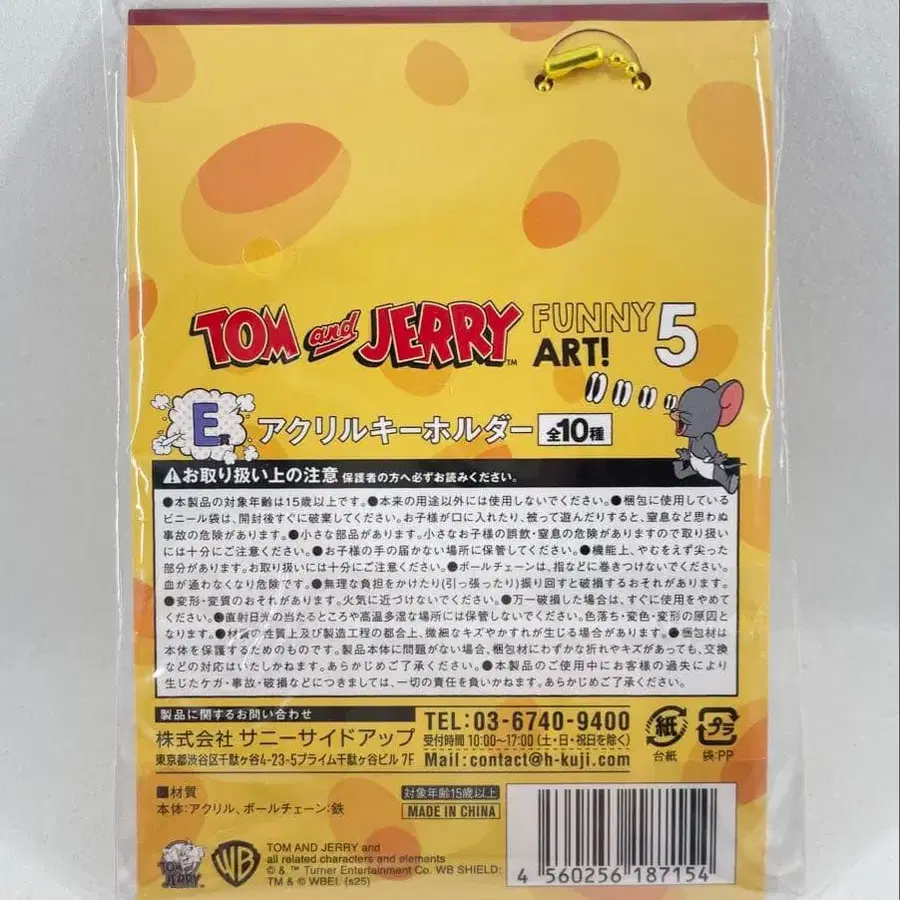 TOM and JERRY™ FUNNY ART! 5
E賞 アクリルキーホルダー 全10種
お取り扱い上の注意 保護者の方へ必ずお読みください。
●本製品の対象年齢は15歳以上です。●本来の用途以外には使用しないでください。●梱包に使用している
ビニール袋は、開封後すぐに破棄してください。お子様が口に入れたり、被って遊んだりすると、窒息など思わぬ
事故の危険があります。●小さな部品があります。小さなお子様の誤飲・窒息の危険がありますので取り扱い
には十分にご注意ください。●お子様の手の届かない場所に保管してください。●機能上、やむをえず尖った
部分があります。お取り扱いには十分にご注意ください。●ボールチェーンは、指などに巻きつけないでください。
血が通わなくなり危険です。●無理な負担をかけたり(引っ張ったり)振り回すと破損するおそれがあります。
●変形・変質のおそれがあります。火気に近づけないでください。●万一破損した場合は、すぐに使用をやめて
ください。●直射日光の当たるところや高温多湿な場所には保管しないでください。色落ち・変色・変形の原因と
なります。●材質の性質上及び製造工程の都合上、微細なキズやかすれが生じる場合があります。●梱包材は
本体を保護するためのものです。製品本体に問題がない場合、梱包材にわずかな折れやキズがあっても、交換
などの対応はいたしかねます。あらかじめご了承ください。●本製品のご使用中にお客様の過失により
生じたケガ・事故・破損などにつきましては、一切の責任を負いかねます。あらかじめご了承ください。
製品に関するお問い合わせ
株式会社 サニーサイドアップ
東京都渋谷区千駄ヶ谷4-23-5プライム千駄ヶ谷ビル 7F
TEL:03-6740-9400
受付時間 10:00〜17:00 (土・日・祝日を除く)
Mail:contact@h-kuji.com
紙
台紙
プラ
袋:PP
■材質
本体:アクリル、ボールチェーン:鉄
対象年齢15歳以上
MADE IN CHINA
TOM and JERRY
WB
TOM AND JERRY and
all related characters and elements
© & ™ Turner Entertainment Co. WB SHIELD:
TM & © WBEI. (s25)
4 560256 187154